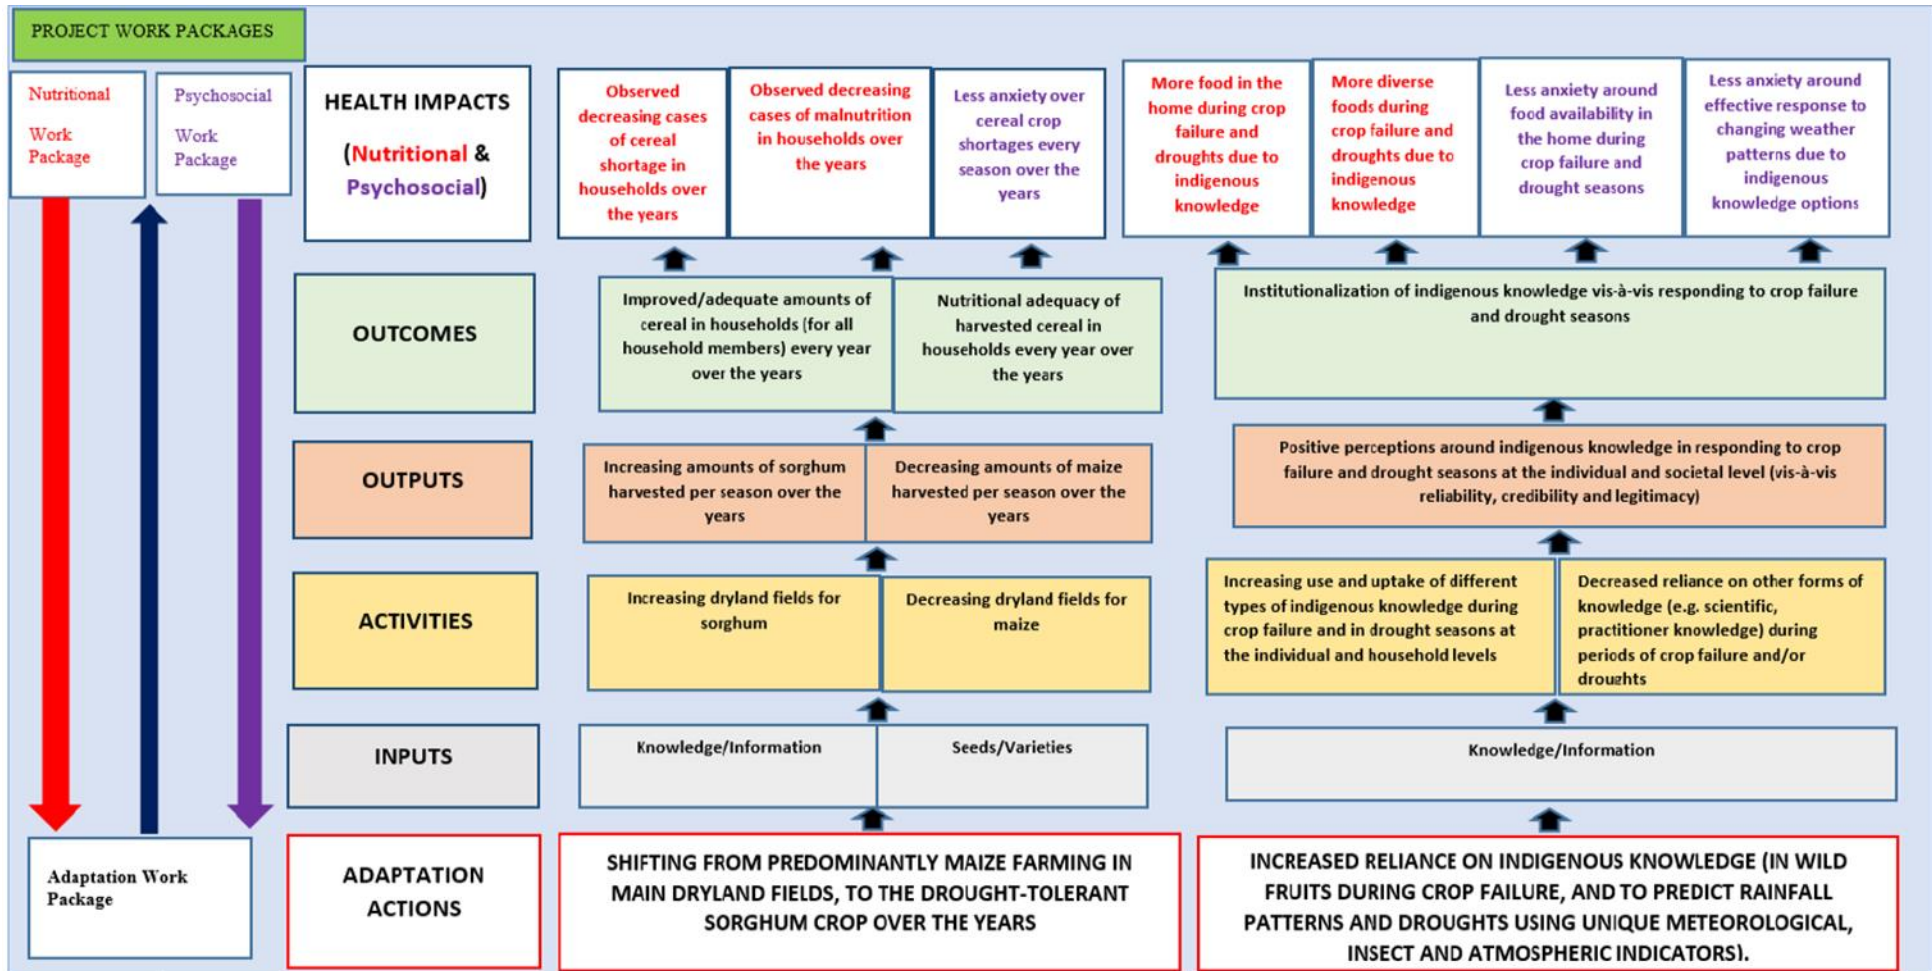 PROJECT WORK PACKAGES
Nutritional
Work
Package
Psychosocial
Work
Package
Adaptation Work
Package
HEALTH IMPACTS
(Nutritional &
Psychosocial)
Observed
decreasing cases
of cereal
shortage in
households over
the years
Observed decreasing
cases of malnutrition
in households over
the years
Less anxiety over
cereal crop
shortages every
season over the
years
More food in the
home during crop
failure and
droughts due to
indigenous
knowledge
More diverse
foods during
crop failure and
droughts due to
indigenous
knowledge
Less anxiety around
food availability in
the home during
crop failure and
drought seasons
Less anxiety around
effective response to
changing weather
patterns due to
indigenous
knowledge options
OUTCOMES
Improved/adequate amounts of
cereal in households (for all
household members) every year
over the years
Nutritional adequacy of
harvested cereal in
households every year over
the years
Institutionalization of indigenous knowledge vis-à-vis responding to crop failure
and drought seasons
OUTPUTS
Increasing amounts of sorghum
harvested per season over the
years
Decreasing amounts of maize
harvested per season over the
years
Positive perceptions around indigenous knowledge in responding to crop
failure and drought seasons at the individual and societal level (vis-à-vis
reliability, credibility and legitimacy)
ACTIVITIES
Increasing dryland fields for
sorghum
Decreasing dryland fields for
maize
Increasing use and uptake of different
types of indigenous knowledge during
crop failure and in drought seasons at
the individual and household levels
Decreased reliance on other forms of
knowledge (e.g. scientific,
practitioner knowledge) during
periods of crop failure and/or
droughts
INPUTS
Knowledge/Information
Seeds/Varieties
Knowledge/Information
ADAPTATION
ACTIONS
SHIFTING FROM PREDOMINANTLY MAIZE FARMING IN
MAIN DRYLAND FIELDS, TO THE DROUGHT-TOLERANT
SORGHUM CROP OVER THE YEARS
INCREASED RELIANCE ON INDIGENOUS KNOWLEDGE (IN WILD
FRUITS DURING CROP FAILURE, AND TO PREDICT RAINFALL
PATTERNS AND DROUGHTS USING UNIQUE METEOROLOGICAL,
INSECT AND ATMOSPHERIC INDICATORS).